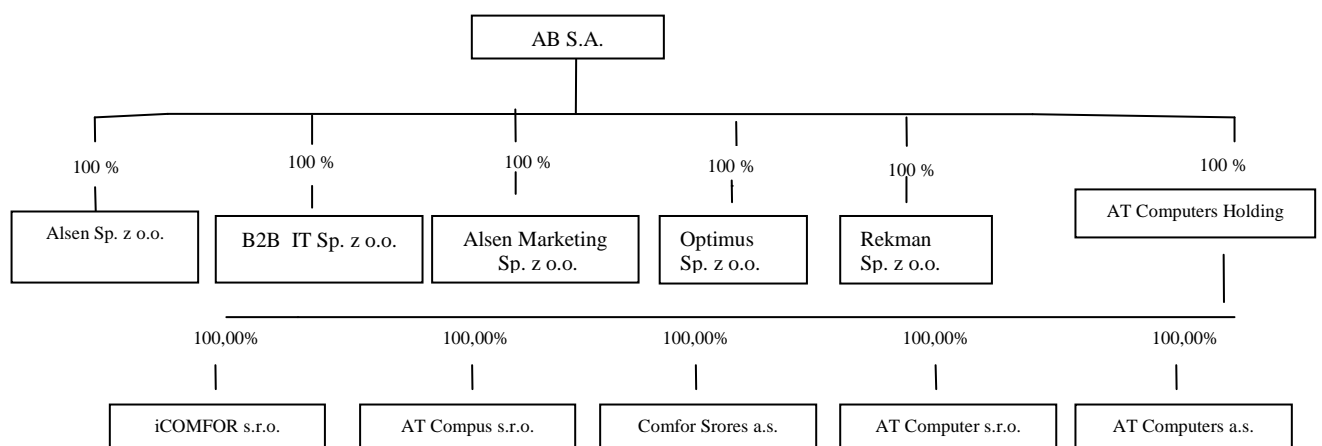 AB S.A.
100 % 100 % 100 % 100 % 100 % 100 %
Alsen Sp. z o.o.
B2B IT Sp. z o.o.
Alsen Marketing
Sp. z o.o.
Optimus
Sp. z o.o.
Rekman
Sp. z o.o.
AT Computers Holding
100,00% 100,00% 100,00% 100,00% 100,00%
iCOMFOR s.r.o.
AT Compus s.r.o.
Comfor Srores a.s.
AT Computer s.r.o.
AT Computers a.s.